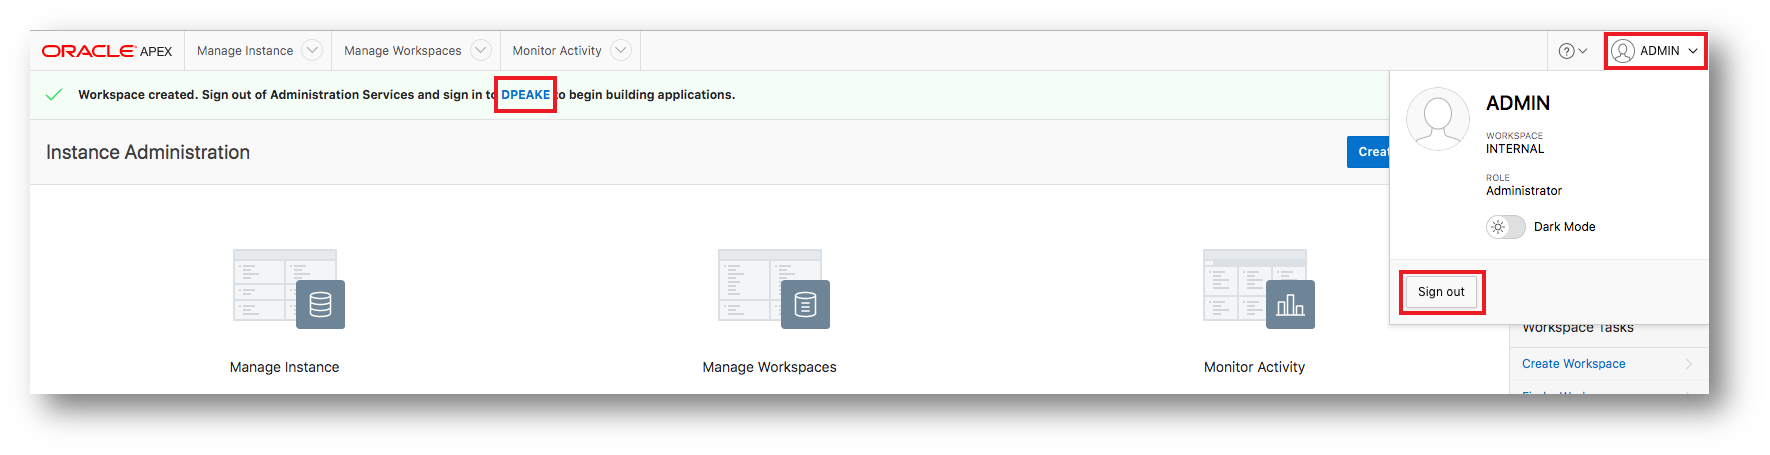 ORACLE APEX Manage Instance Manage Workspaces Monitor Activity ? ADMIN
Workspace created. Sign out of Administration Services and sign in to DPEAKE to begin building applications.
Instance Administration
ADMIN
WORKSPACE
INTERNAL
ROLE
Administrator
Dark Mode
Sign out
Manage Instance
Manage Workspaces
Monitor Activity
Workspace Tasks
Create Workspace